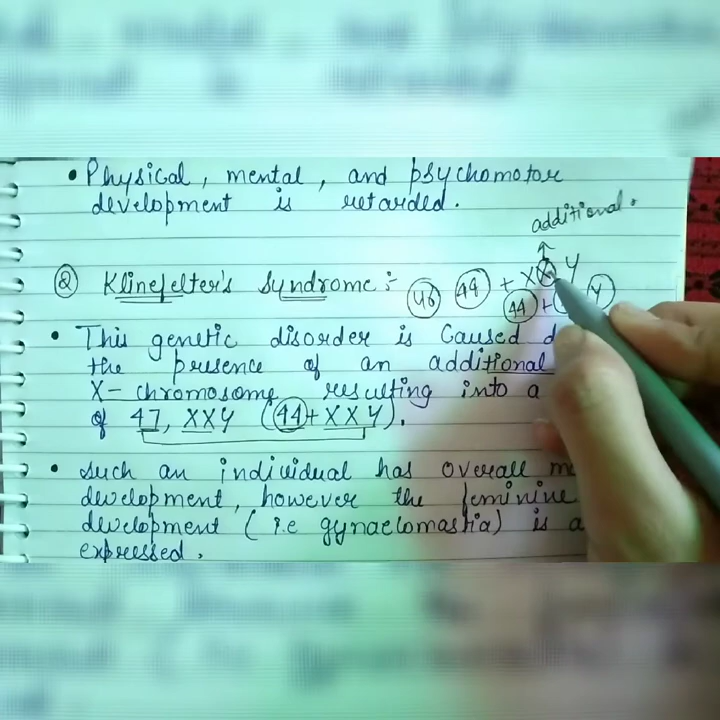 • Physical, mental, and psychomotor
development is retarded.
additional.
② Klinefelter's Syndrome :- 46 44 + XX Y
44 + Y
• This genetic disorder is Caused
the presence of an additional
X- chromosome resulting into a
of 47, XXY (44+XXY).
• Such an individual has overall
development, however the feminine
development (i.e gynaecomastia) is
expressed.